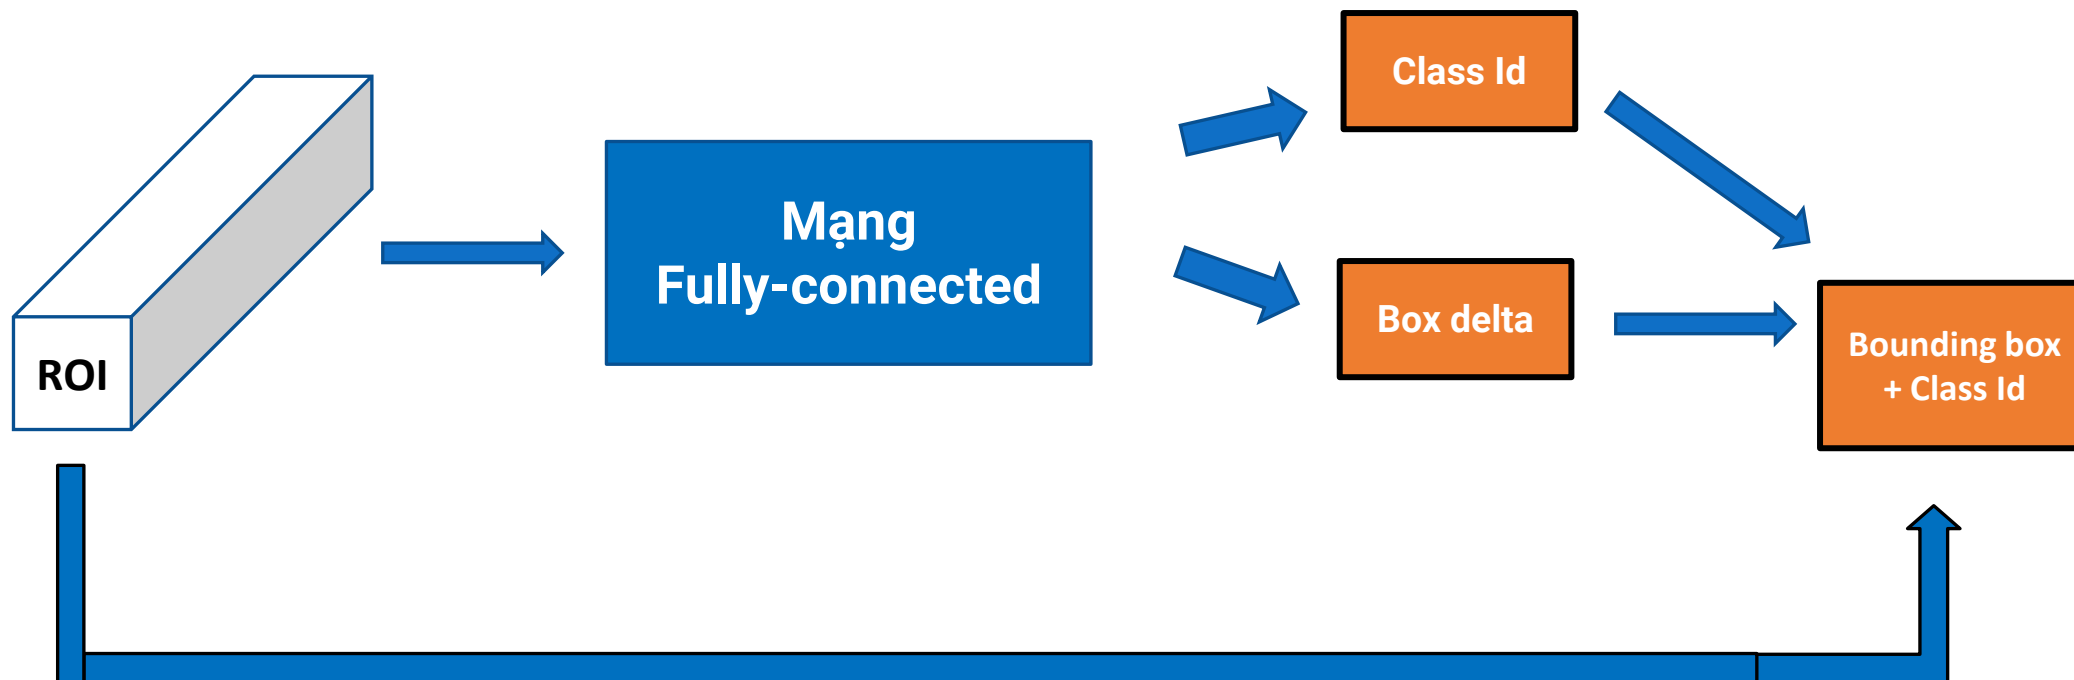 ROI
Mạng
Fully-connected
Class Id
Box delta
Bounding box
+ Class Id